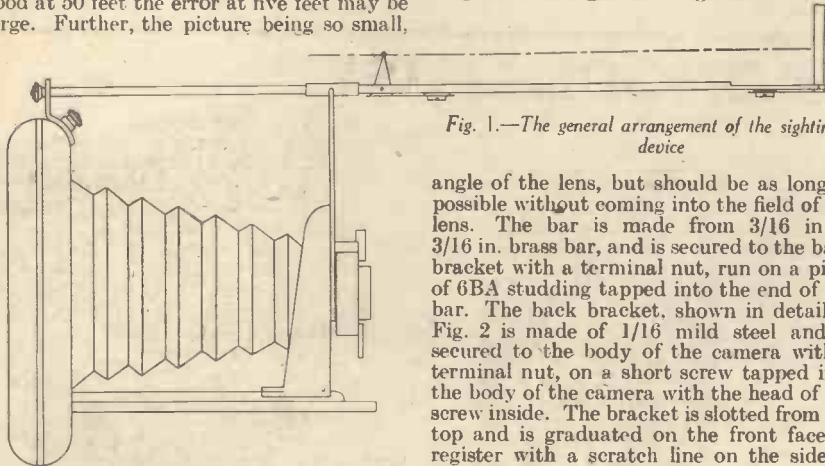 ood at 50 feet the error at five feet may be
rge. Further, the picture being so small,
Fig. 1.—The general arrangement of the sightin
device
angle of the lens, but should be as long
possible without coming into the field of
lens. The bar is made from 3/16 in
3/16 in. brass bar, and is secured to the ba
bracket with a terminal nut, run on a pi
of 6BA studding tapped into the end of
bar. The back bracket, shown in detail
Fig. 2 is made of 1/16 mild steel and
secured to the body of the camera with
terminal nut, on a short screw tapped i
the body of the camera with the head of
screw inside. The bracket is slotted from
top and is graduated on the front face
register with a scratch line on the side